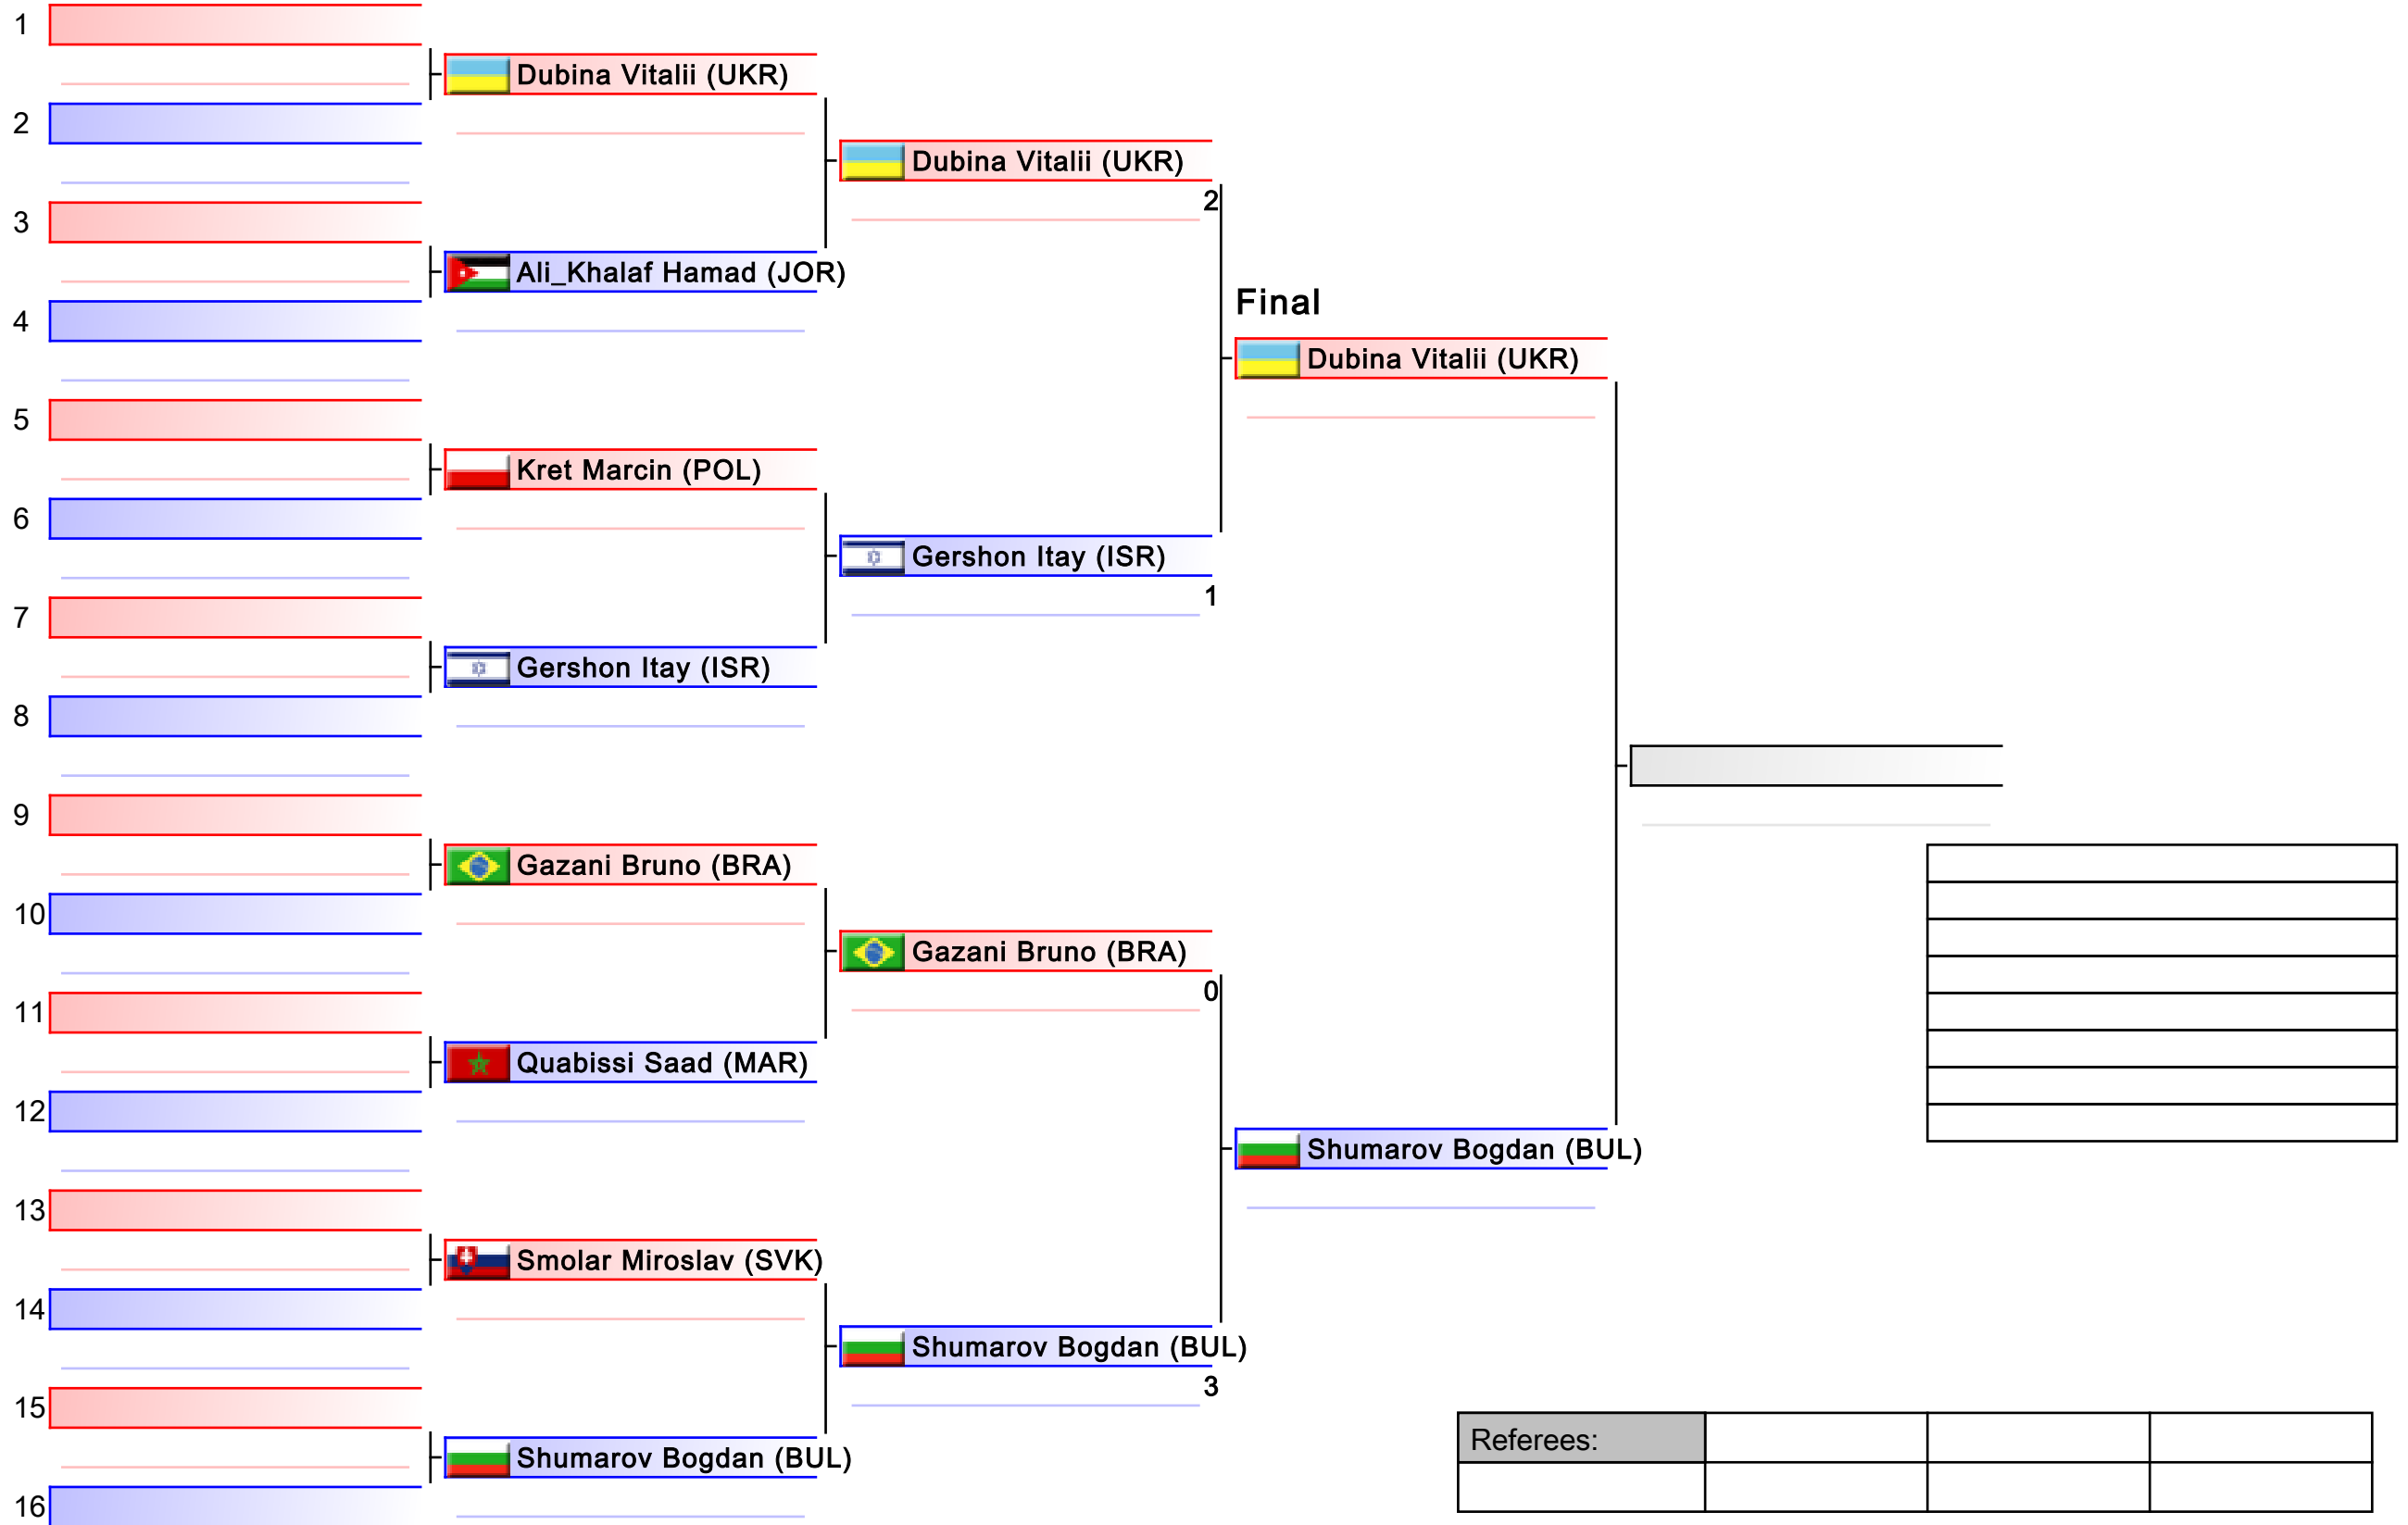 1
Dubina Vitalii (UKR)
2
Dubina Vitalii (UKR)
2
3
Ali_Khalaf Hamad (JOR)
Final
4
Dubina Vitalii (UKR)
5
Kret Marcin (POL)
6
Gershon Itay (ISR)
1
7
Gershon Itay (ISR)
8
9
Gazani Bruno (BRA)
10
Gazani Bruno (BRA)
0
11
Quabissi Saad (MAR)
12
Shumarov Bogdan (BUL)
13
Smolar Miroslav (SVK)
14
Shumarov Bogdan (BUL)
3
15
Referees:
Shumarov Bogdan (BUL)
16